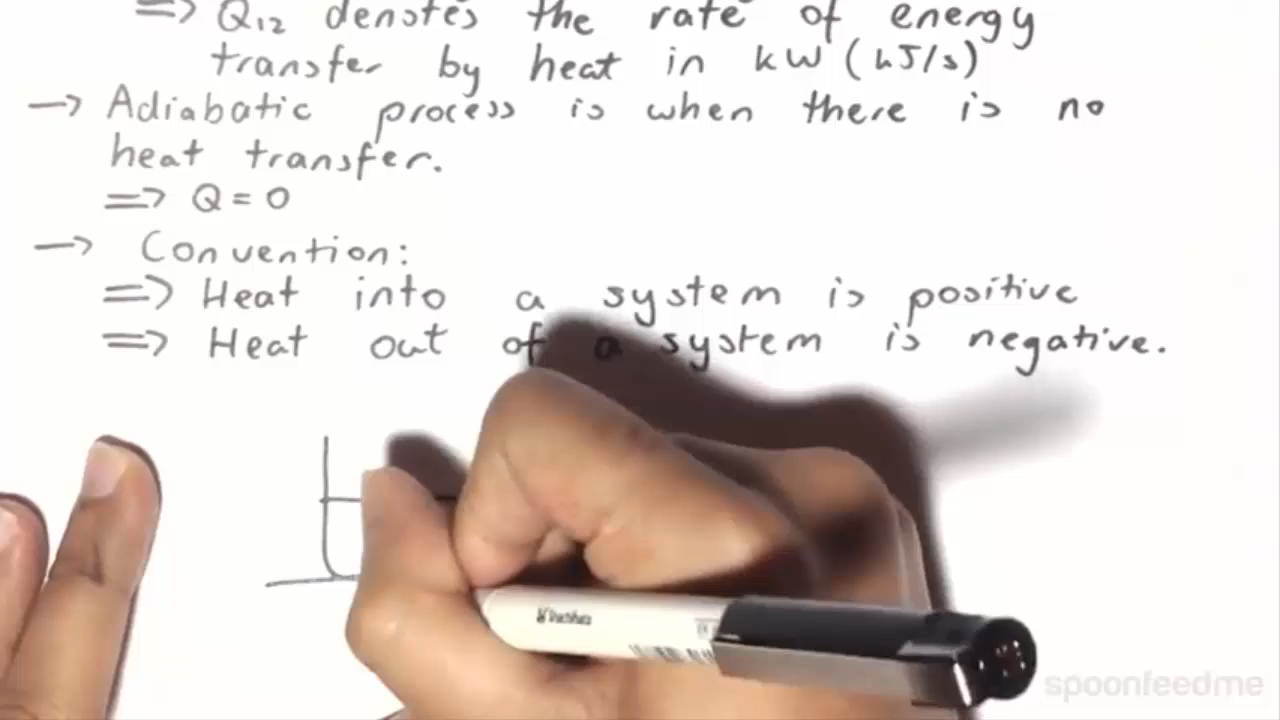 => Q12 denotes the rate of energy
transfer by heat in kW (kJ/s)
-> Adiabatic process is when there is no
heat transfer.
=> Q = 0
-> Convention:
=> Heat into a system is positive
=> Heat out of a system is negative.
spoonfeedme